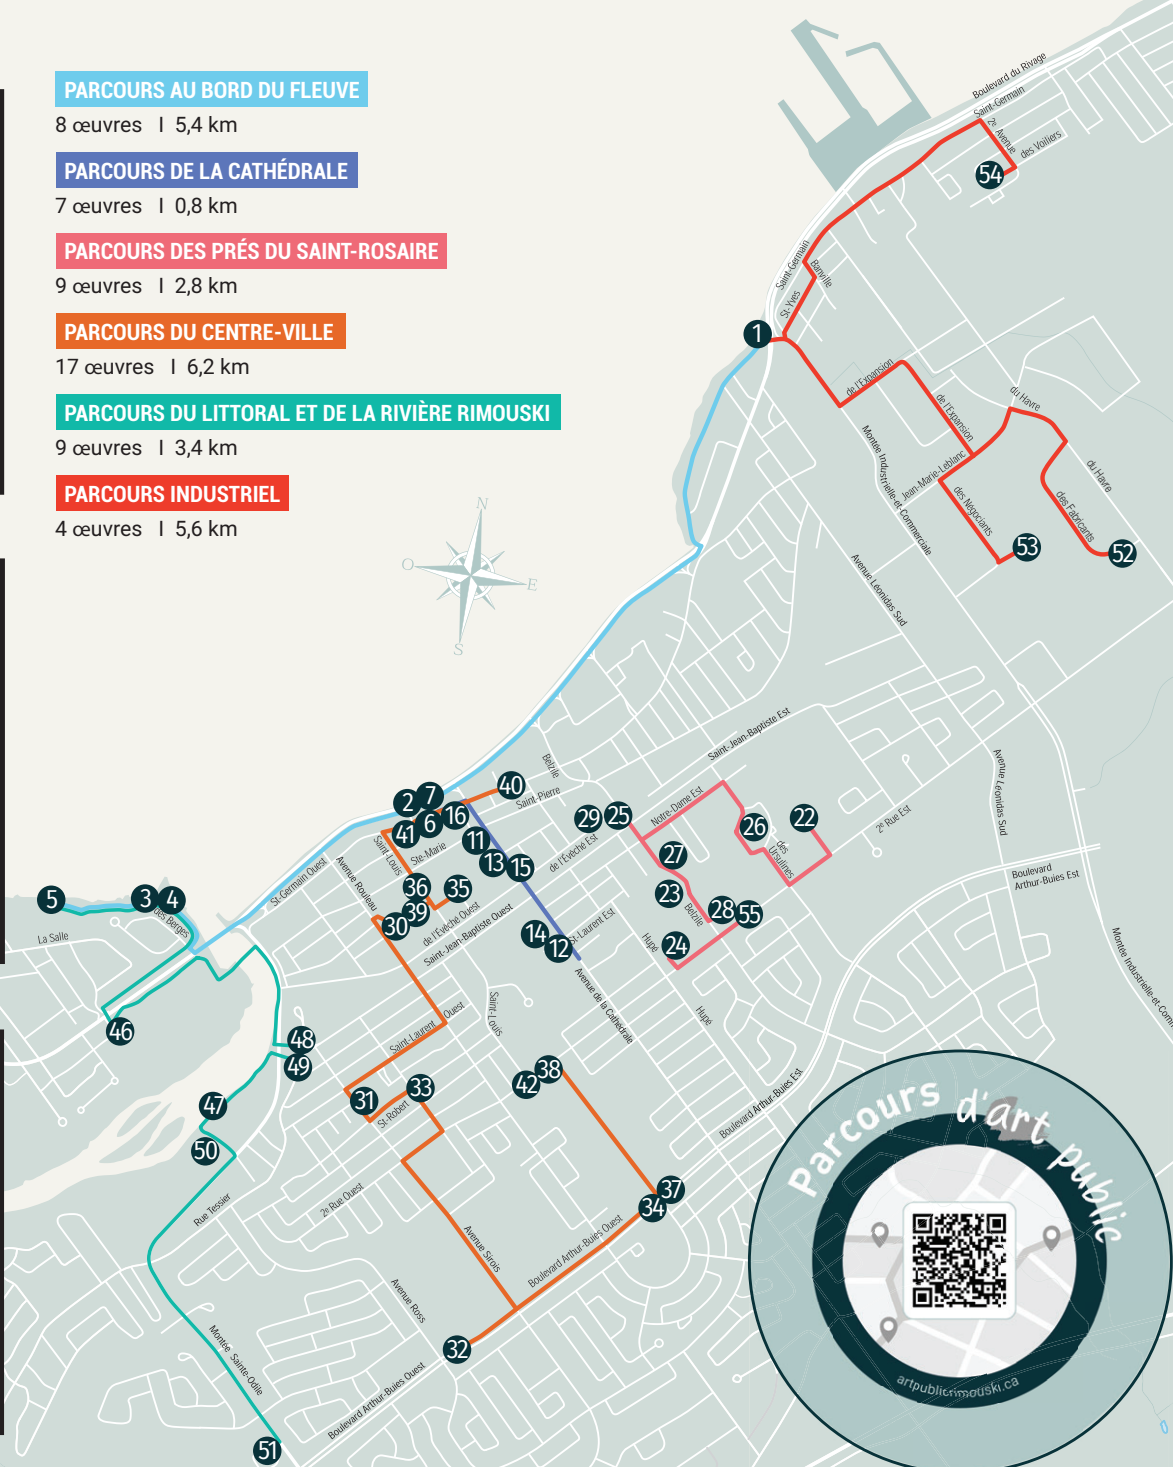 PARCOURS AU BORD DU FLEUVE
8 œuvres I 5,4 km
PARCOURS DE LA CATHÉDRALE
7 œuvres I 0,8 km
PARCOURS DES PRÉS DU SAINT-ROSAIRE
9 œuvres I 2,8 km
PARCOURS DU CENTRE-VILLE
17 œuvres I 6,2 km
PARCOURS DU LITTORAL ET DE LA RIVIÈRE RIMOUSKI
9 œuvres I 3,4 km
PARCOURS INDUSTRIEL
4 œuvres I 5,6 km
N
O
E
S
Boulevard du Rivage
Saint-Germain
2e Avenue
des Voiliers
54
Saint-Germain
Banville
St-Yves
1
de l'Expansion
de l'Expansion
du Havre
Montée Industrielle-et-Commerciale
Jean-Marie-Leblanc
du Havre
des Négociants
des Fabricants
53
52
Avenue Léonidas Sud
Saint-Jean-Baptiste Est
Avenue Léonidas Sud
Belzile
40
Saint-Pierre
2
7
16
6
41
Notre-Dame Est
29
25
26
22
2e Rue Est
des Ursulines
Saint-Louis
Ste-Marie
11
13
15
de l'Évêché Est
27
St-Germain Ouest
Avenue Rouleau
36
35
39
30
de l'Évêché Ouest
Saint-Jean-Baptiste Ouest
23
Belzile
28
55
Boulevard
Arthur-Buies Est
5
3
4
des Berges
La Salle
14
12
St-Laurent Est
Hupé
24
Montée Industrielle-et-Comm
Avenue de la Cathédrale
Saint-Louis
Hupé
46
48
49
Saint-Laurent Ouest
47
50
31
33
St-Robert
42
38
Boulevard Arthur-Buies Est
Rue Tessier
2e Rue Ouest
37
34
Avenue Sirois
Boulevard Arthur-Buies Ouest
Avenue Ross
Montée Sainte-Odile
32
Boulevard Arthur-Buies Ouest
51
Parcours d'art public
artpublicrimouski.ca